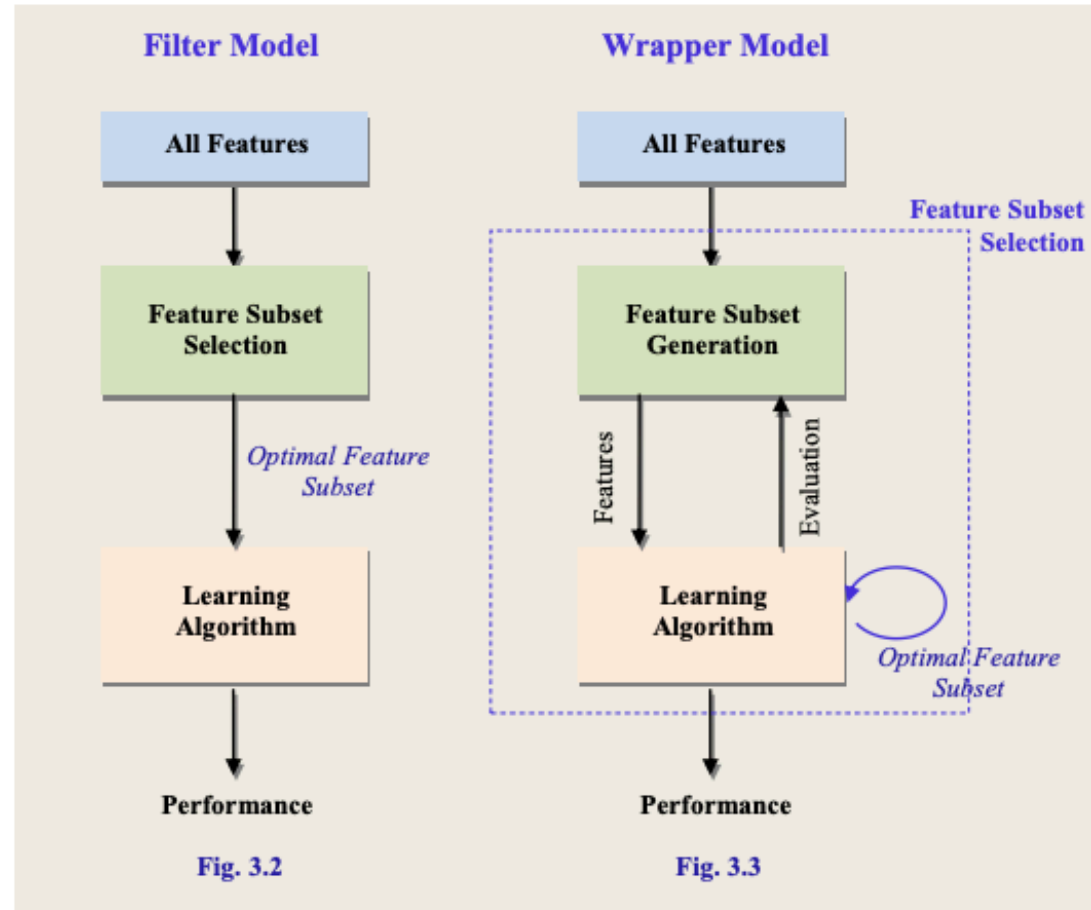 Filter Model
All Features
Feature Subset
Selection
Optimal Feature
Subset
Learning
Algorithm
Performance
Fig. 3.2
Wrapper Model
All Features
Feature Subset
Selection
Feature Subset
Generation
Features
Evaluation
Learning
Algorithm
Optimal Feature
Subset
Performance
Fig. 3.3